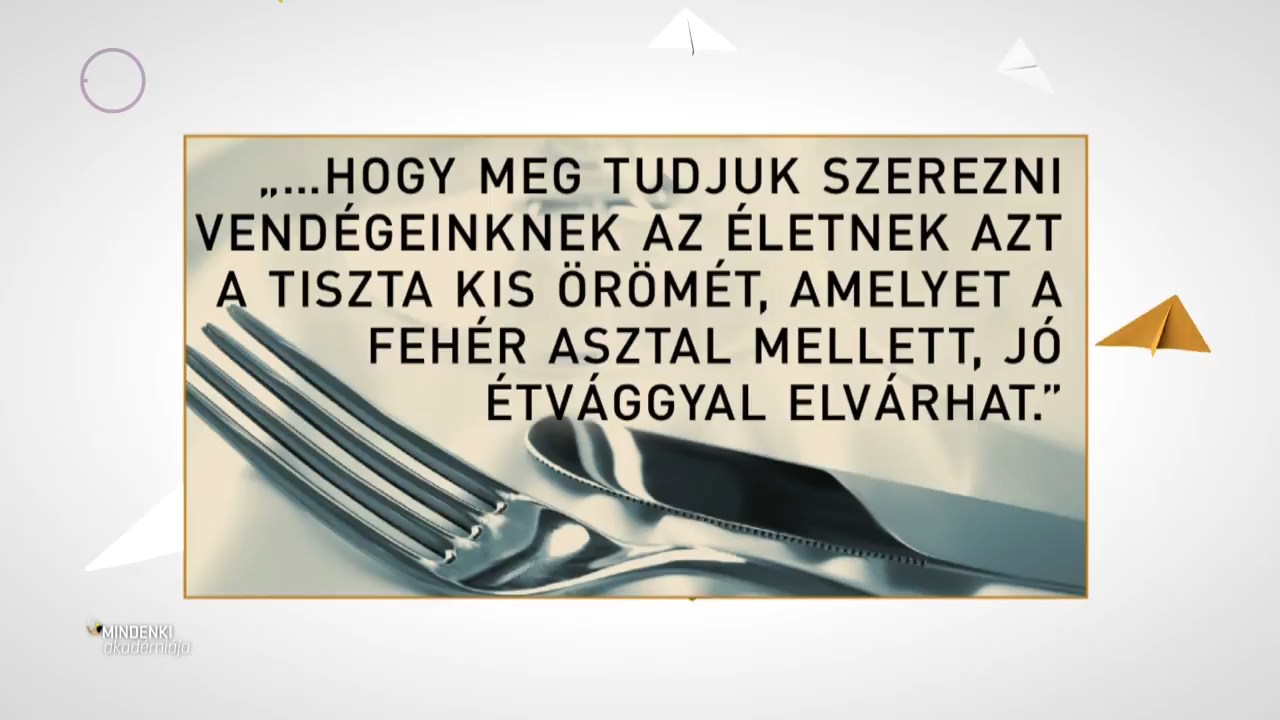 „...HOGY MEG TUDJUK SZEREZNI
VENDÉGEINKNEK AZ ÉLETNEK AZT
A TISZTA KIS ÖRÖMÉT, AMELYET A
FEHÉR ASZTAL MELLETT, JÓ
ÉTVÁGGYAL ELVÁRHAT.”
MINDENKI
akadémiája